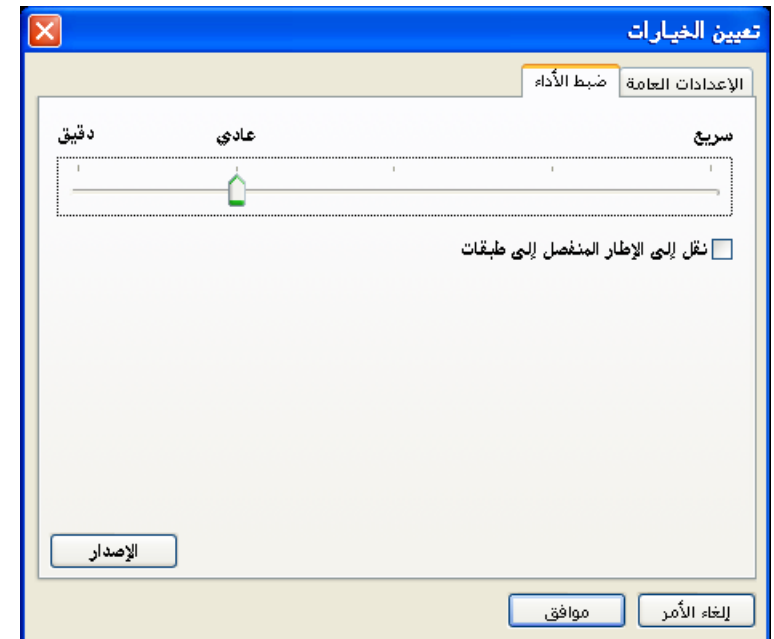 تعيين الخيارات
الإعدادات العامة ضبط الأداء
سريع عادي دقيق
نقل إلى الإطار المنفصل إلى طبقات
الإصدار
إلغاء الأمر موافق